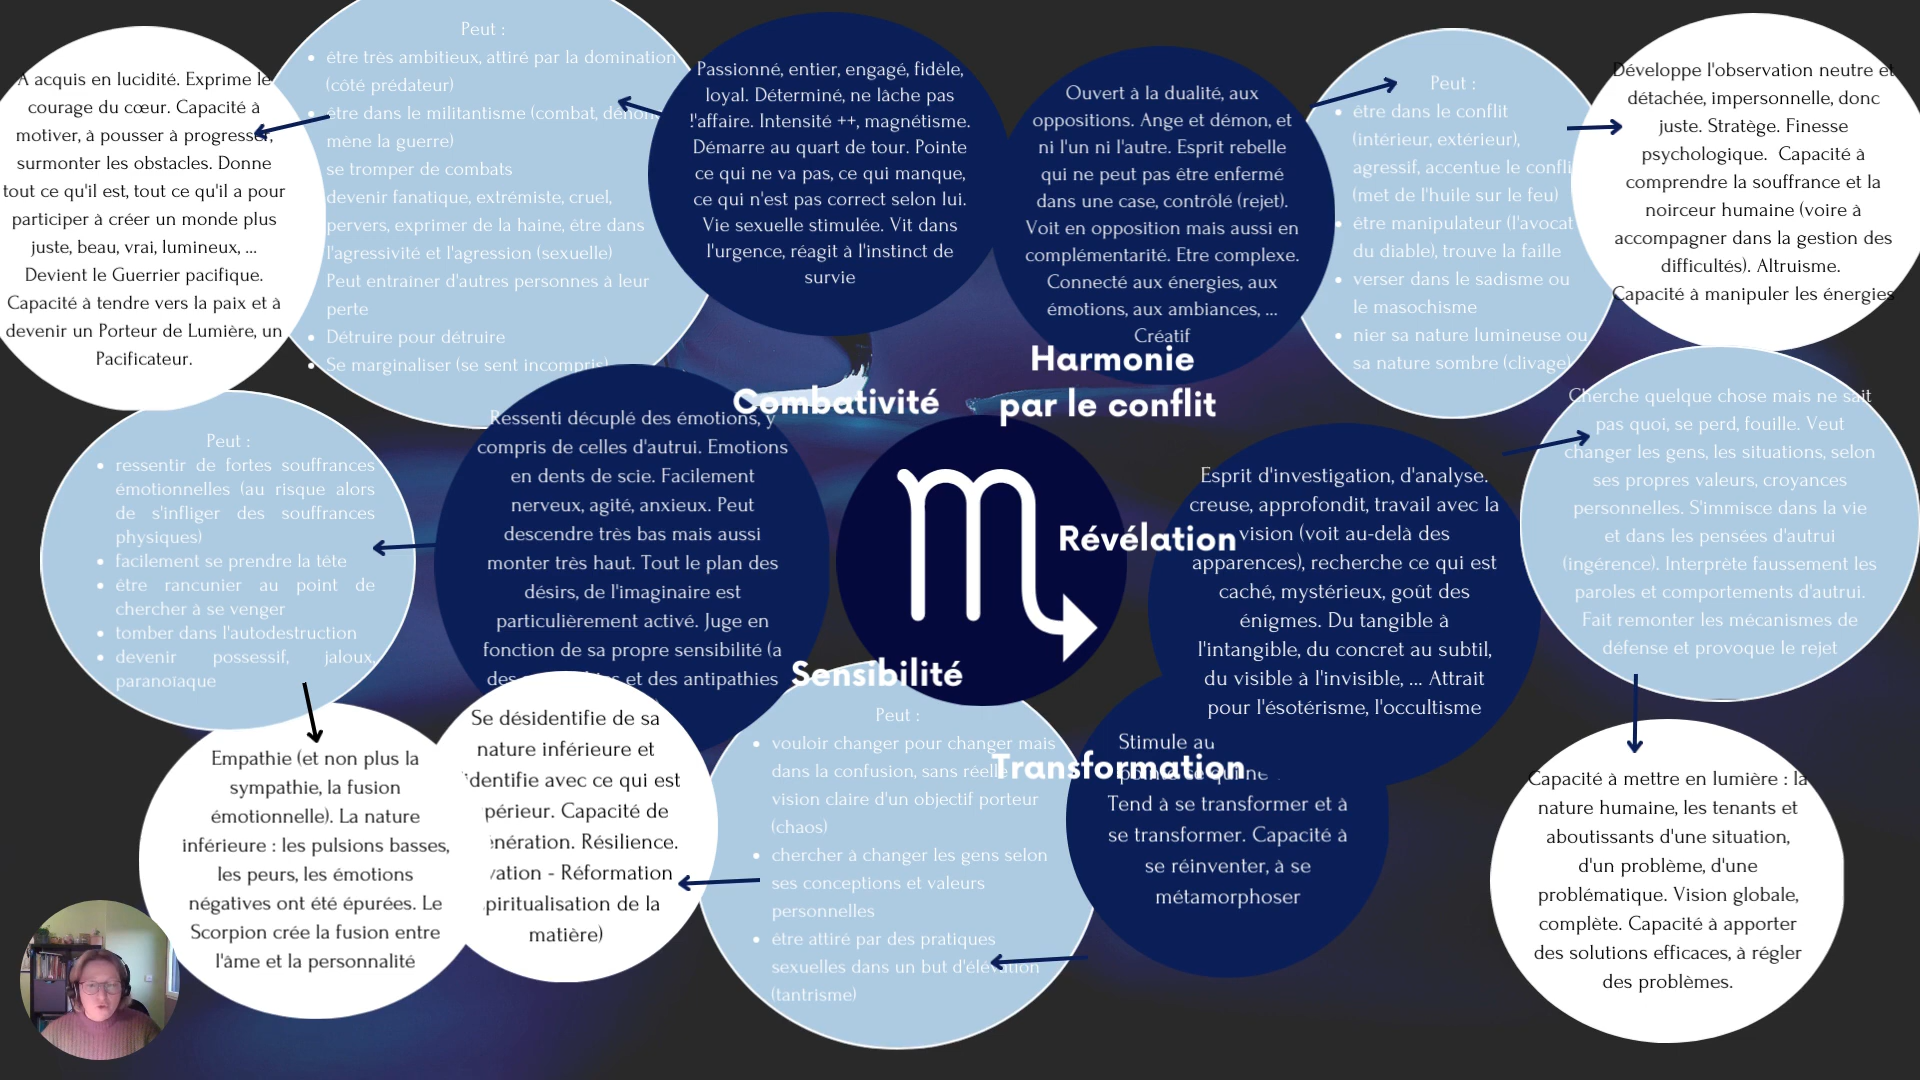 A acquis en lucidité. Exprime le
courage du cœur. Capacité à
motiver, à pousser à progresser,
surmonter les obstacles. Donne
tout ce qu'il est, tout ce qu'il a pour
participer à créer un monde plus
juste, beau, vrai, lumineux, ...
Devient le Guerrier pacifique.
Capacité à tendre vers la paix et à
devenir un Porteur de Lumière, un
Pacificateur.
Peut :
être très ambitieux, attiré par la domination
(côté prédateur)
être dans le militantisme (combat,
mène la guerre)
se tromper de combats
devenir fanatique, extrémiste, cruel,
pervers, exprimer de la haine, être dans
l'agressivité et l'agression (sexuelle)
Peut entraîner d'autres personnes à leur
perte
Détruire pour détruire
Se marginaliser (se sent incompris)
Passionné, entier, engagé, fidèle,
loyal. Déterminé, ne lâche pas
l'affaire. Intensité ++, magnétisme.
Démarre au quart de tour. Pointe
ce qui ne va pas, ce qui manque,
ce qui n'est pas correct selon lui.
Vie sexuelle stimulée. Vit dans
l'urgence, réagit à l'instinct de
survie
Combativité
Ouvert à la dualité, aux
oppositions. Ange et démon, et
ni l'un ni l'autre. Esprit rebelle
qui ne peut pas être enfermé
dans une case, contrôlé (rejet).
Voit en opposition mais aussi en
complémentarité. Etre complexe.
Connecté aux énergies, aux
émotions, aux ambiances, ...
Créatif
Harmonie
par le conflit
Peut :
être dans le conflit
(intérieur, extérieur),
agressif, accentue le confli
(met de l'huile sur le feu)
être manipulateur (l'avocat
du diable), trouve la faille
verser dans le sadisme ou
le masochisme
nier sa nature lumineuse ou
sa nature sombre (clivage)
Développe l'observation neutre et
détachée, impersonnelle, donc
juste. Stratège. Finesse
psychologique. Capacité à
comprendre la souffrance et la
noirceur humaine (voire à
accompagner dans la gestion des
difficultés). Altruisme.
Capacité à manipuler les énergies
Peut :
ressentir de fortes souffrances
émotionnelles (au risque alors
de s'infliger des souffrances
physiques)
facilement se prendre la tête
être rancunier au point de
chercher à se venger
tomber dans l'autodestruction
devenir possessif, jaloux,
paranoïaque
Ressenti décuplé des émotions, y
compris de celles d'autrui. Emotions
en dents de scie. Facilement
nerveux, agité, anxieux. Peut
descendre très bas mais aussi
monter très haut. Tout le plan des
désirs, de l'imaginaire est
particulièrement activé. Juge en
fonction de sa propre sensibilité (a
des et des antipathies
Sensibilité
Révélation
Esprit d'investigation, d'analyse.
creuse, approfondit, travail avec la
vision (voit au-delà des
apparences), recherche ce qui est
caché, mystérieux, goût des
énigmes. Du tangible à
l'intangible, du concret au subtil,
du visible à l'invisible, ... Attrait
pour l'ésotérisme, l'occultisme
Cherche quelque chose mais ne sait
pas quoi, se perd, fouille. Veut
changer les gens, les situations, selon
ses propres valeurs, croyances
personnelles. S'immisce dans la vie
et dans les pensées d'autrui
(ingérence). Interprète faussement les
paroles et comportements d'autrui.
Fait remonter les mécanismes de
défense et provoque le rejet
Empathie (et non plus la
sympathie, la fusion
émotionnelle). La nature
inférieure : les pulsions basses,
les peurs, les émotions
négatives ont été épurées. Le
Scorpion crée la fusion entre
l'âme et la personnalité
Se désidentifie de sa
nature inférieure et
identifie avec ce qui est
périeur. Capacité de
nération. Résilience.
vation - Réformation
piritualisation de la
matière)
Peut :
vouloir changer pour changer mais
dans la confusion, sans réelle
vision claire d'un objectif porteur
(chaos)
chercher à changer les gens selon
ses conceptions et valeurs
personnelles
être attiré par des pratiques
sexuelles dans un but d'élévation
(tantrisme)
Transformation
Stimule au
Tend à se transformer et à
se transformer. Capacité à
se réinventer, à se
métamorphoser
Capacité à mettre en lumière : la
nature humaine, les tenants et
aboutissants d'une situation,
d'un problème, d'une
problématique. Vision globale,
complète. Capacité à apporter
des solutions efficaces, à régler
des problèmes.